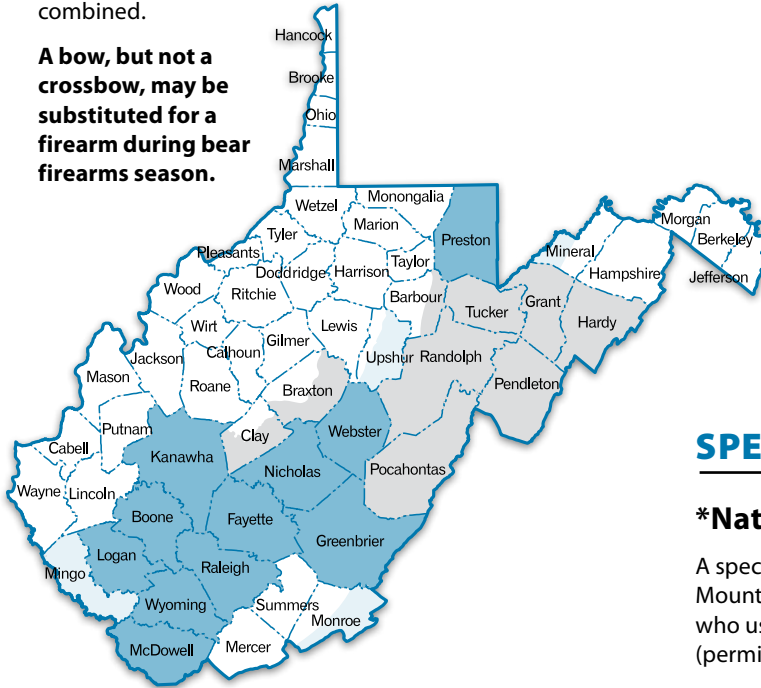 combined.
A bow, but not a
crossbow, may be
substituted for a
firearm during bear
firearms season.
Hancock
Brooke
Ohio
Marshall
Wetzel
Monongalia
Marion
Preston
Tyler
Pleasants
Doddridge
Harrison
Taylor
Barbour
Wood
Ritchie
Wirt
Calhoun
Gilmer
Lewis
Upshur
Randolph
Tucker
Grant
Mineral
Hampshire
Hardy
Morgan
Berkeley
Jefferson
Pendleton
Mason
Jackson
Roane
Braxton
Clay
Webster
Pocahontas
Putnam
Cabell
Kanawha
Nicholas
Wayne
Lincoln
Boone
Fayette
Greenbrier
Mingo
Logan
Raleigh
Wyoming
Summers
Monroe
McDowell
Mercer
SPE
*Nat
A spec
Mount
who us
(permi